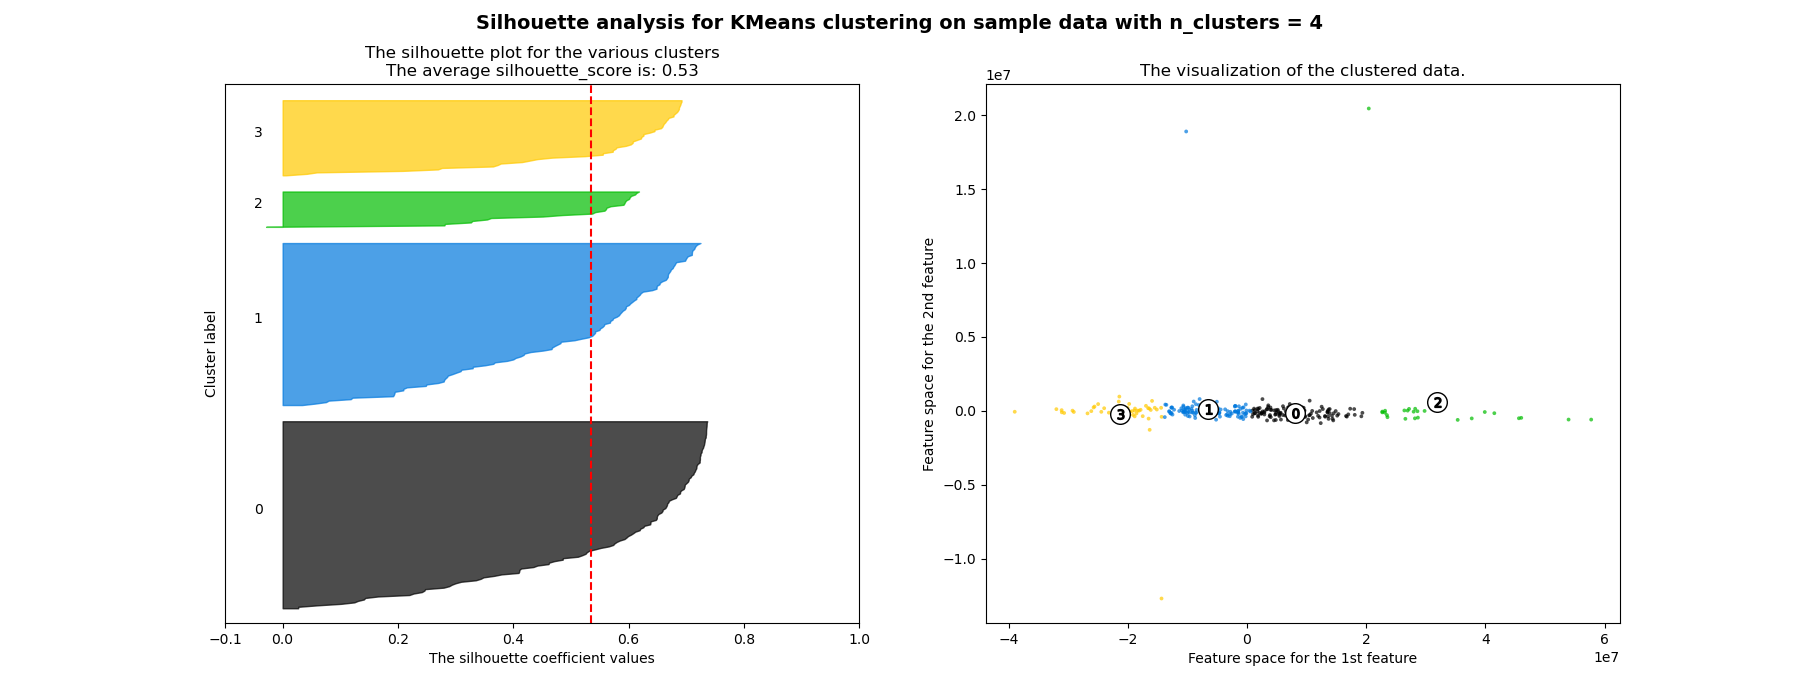 Silhouette analysis for KMeans clustering on sample data with n_clusters = 4
The silhouette plot for the various clusters
The average silhouette_score is: 0.53
3
2
1
0
Cluster label
−0.1
0.0
0.2
0.4
0.6
0.8
1.0
The silhouette coefficient values
The visualization of the clustered data.
1e7
2.0
1.5
1.0
0.5
0.0
−0.5
−1.0
Feature space for the 2nd feature
3
1
0
2
−4
−2
0
2
4
6
1e7
Feature space for the 1st feature